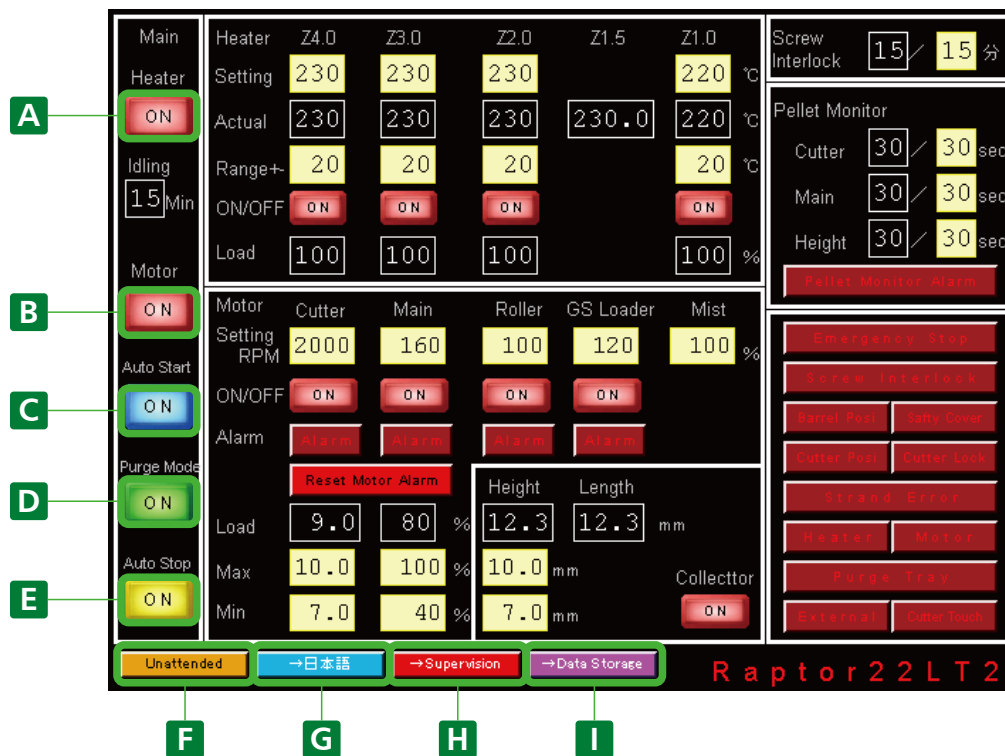 Main
Heater
A
ON
Idling
15 Min
Motor
B
ON
Auto Start
C
ON
Purge Mode
D
ON
Auto Stop
E
ON
Heater Z4.0 Z3.0 Z2.0 Z1.5 Z1.0
Setting 230 230 230 220 ℃
Actual 230 230 230 230.0 220 ℃
Range+- 20 20 20 20 ℃
ON/OFF ON ON ON ON
Load 100 100 100 100 %
Motor Cutter Main Roller GS Loader Mist
Setting RPM 2000 160 100 120 100 %
ON/OFF ON ON ON ON
Alarm Alarm Alarm Alarm Alarm
Reset Motor Alarm
Load 9.0 80 %
Max 10.0 100 %
Min 7.0 40 %
Height Length
12.3 12.3 mm
10.0 mm
7.0 mm
Collecttor
ON
Screw Interlock 15/ 15 分
Pellet Monitor
Cutter 30/ 30 sec
Main 30/ 30 sec
Height 30/ 30 sec
Pellet Monitor Alarm
Emergency Stop
Screw Interlock
Barrel Posi Safty Cover
Cutter Posi Cutter Lock
Strand Error
Heater Motor
Purge Tray
External Cutter Touch
Unattended →日本語 →Supervision →Data Storage Raptor22LT2
F G H I